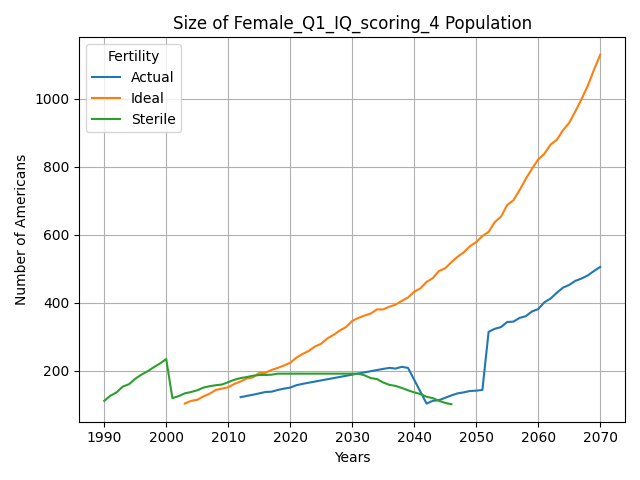 Size of Female_Q1_IQ_scoring_4 Population
Fertility
Actual
Ideal
Sterile
Number of Americans
1000
800
600
400
200
1990 2000 2010 2020 2030 2040 2050 2060 2070
Years